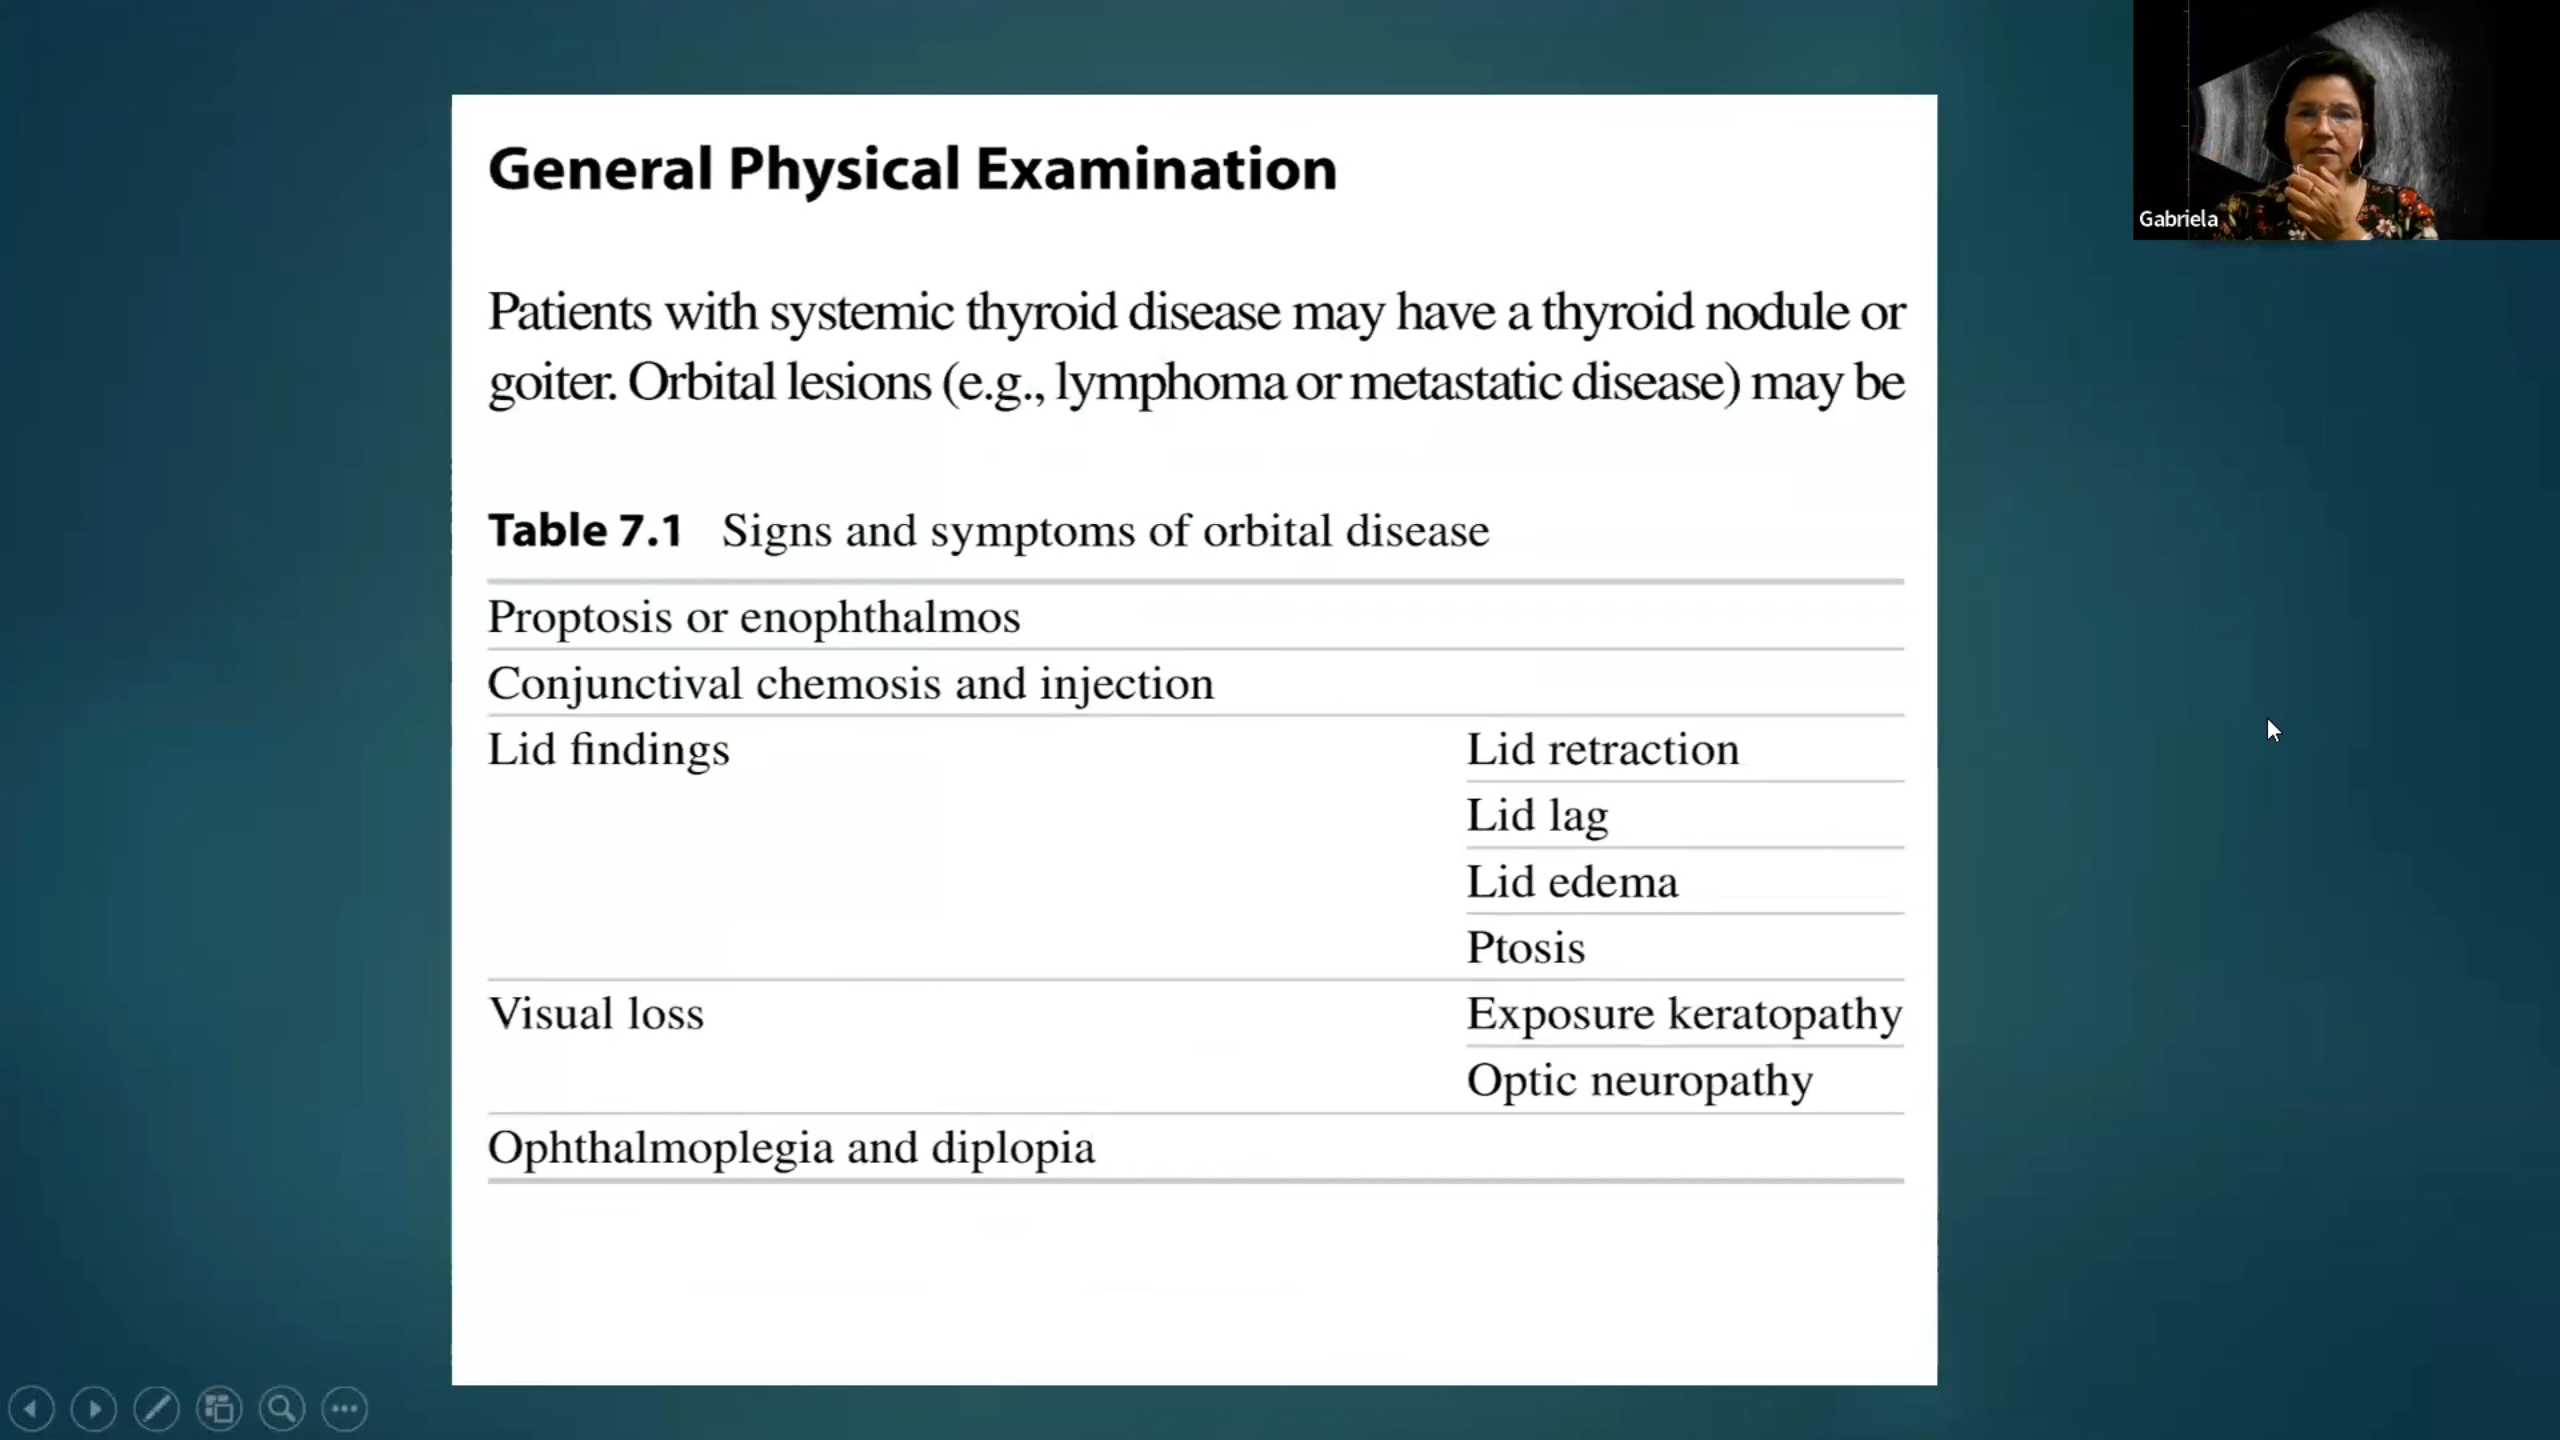 General Physical Examination
Patients with systemic thyroid disease may have a thyroid nodule or
goiter. Orbital lesions (e.g., lymphoma or metastatic disease) may be
Table 7.1 Signs and symptoms of orbital disease
Proptosis or enophthalmos
Conjunctival chemosis and injection
Lid findings Lid retraction
Lid lag
Lid edema
Ptosis
Visual loss Exposure keratopathy
Optic neuropathy
Ophthalmoplegia and diplopia
Gabriela